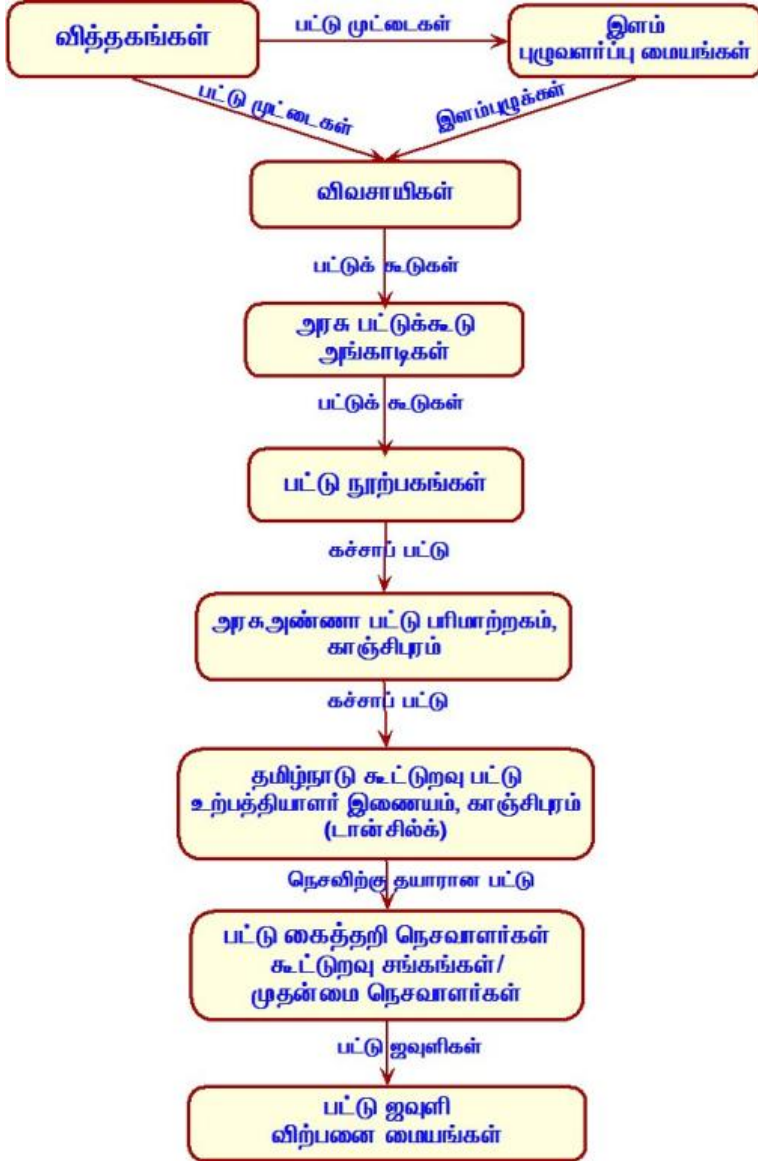 வித்தகங்கள்
பட்டு முட்டைகள்
இளம்
புழுவளர்ப்பு மையங்கள்
பட்டு முட்டைகள்
இளம்புழுக்கள்
விவசாயிகள்
பட்டுக் கூடுகள்
அரசு பட்டுக்கூடு
அங்காடிகள்
பட்டுக் கூடுகள்
பட்டு நூற்பகங்கள்
கச்சாப் பட்டு
அரசுஅண்ணா பட்டு பரிமாற்றகம்,
காஞ்சிபுரம்
கச்சாப் பட்டு
தமிழ்நாடு கூட்டுறவு பட்டு
உற்பத்தியாளர் இணையம், காஞ்சிபுரம்
(டான்சில்க்)
நெசவிற்கு தயாரான பட்டு
பட்டு கைத்தறி நெசவாளர்கள்
கூட்டுறவு சங்கங்கள்/
முதன்மை நெசவாளர்கள்
பட்டு ஜவுளிகள்
பட்டு ஜவுளி
விற்பனை மையங்கள்